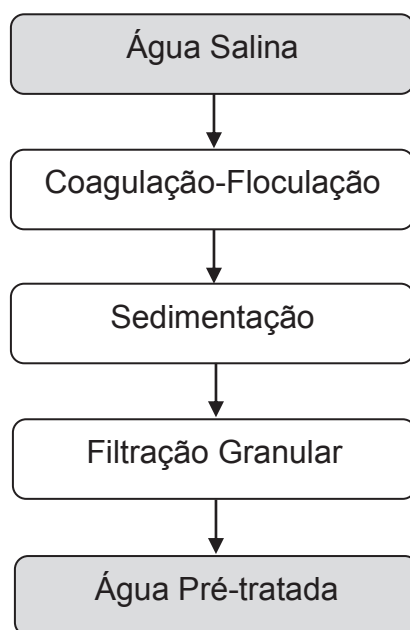 Água Salina
Coagulação-Floculação
Sedimentação
Filtração Granular
Água Pré-tratada